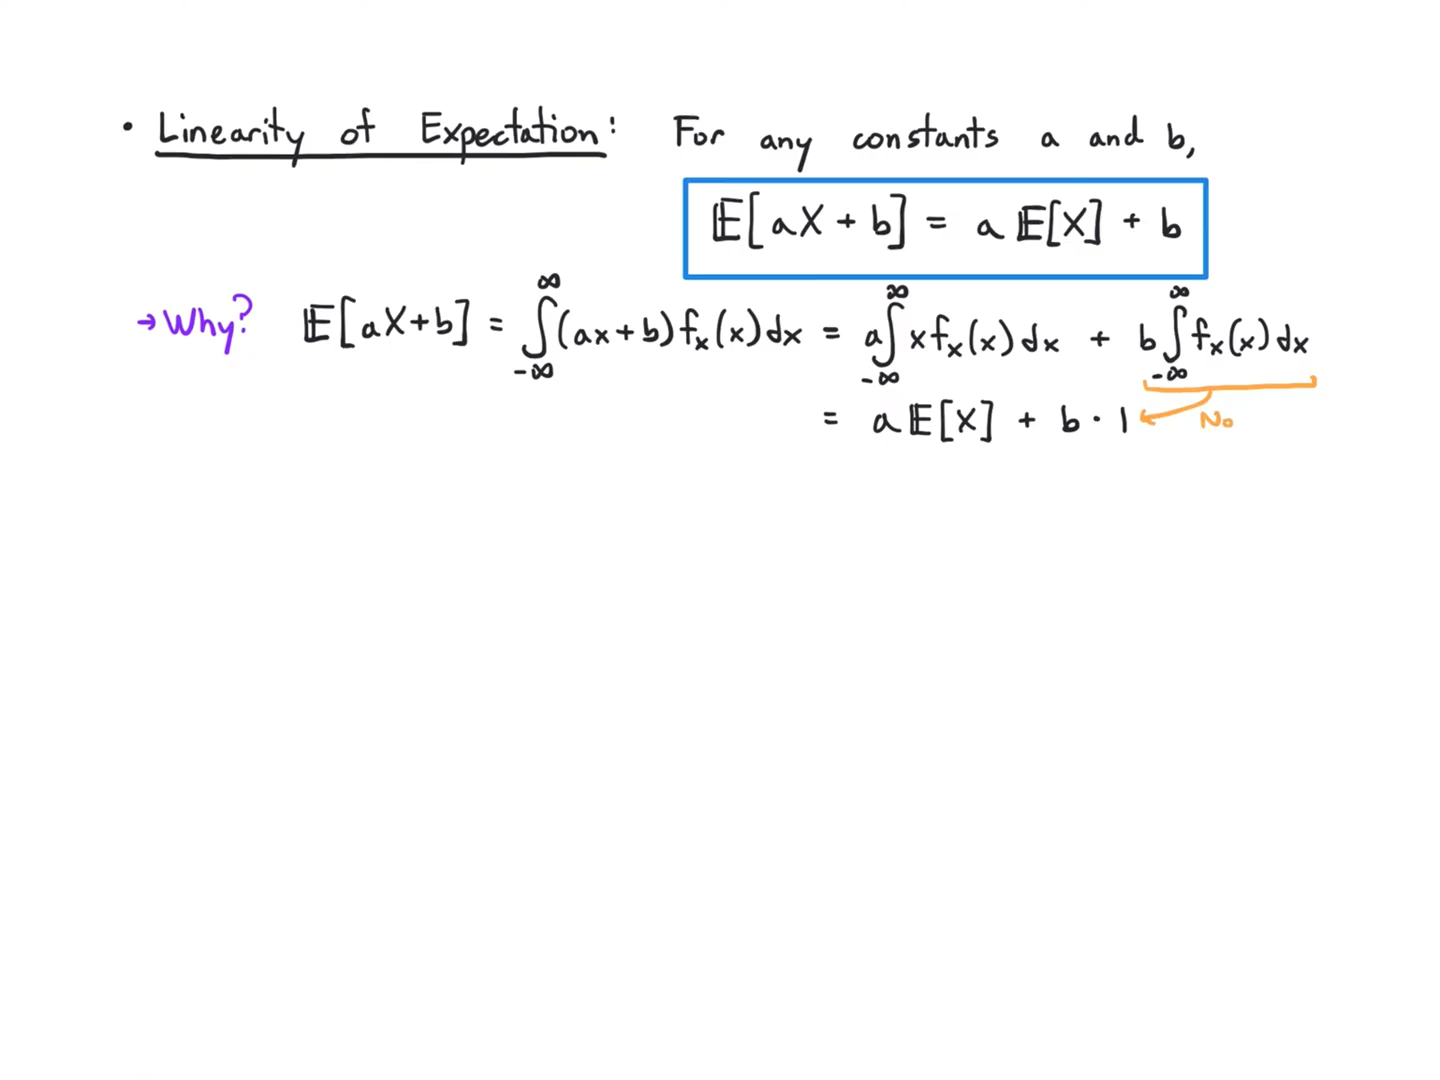 • Linearity of Expectation: For any constants a and b,
𝔼[aX + b] = a 𝔼[X] + b
→ Why? 𝔼[aX+b] = ∫_{-∞}^{∞} (ax+b) f_X(x) dx = a ∫_{-∞}^{∞} x f_X(x) dx + b ∫_{-∞}^{∞} f_X(x) dx
= a 𝔼[X] + b · 1 No